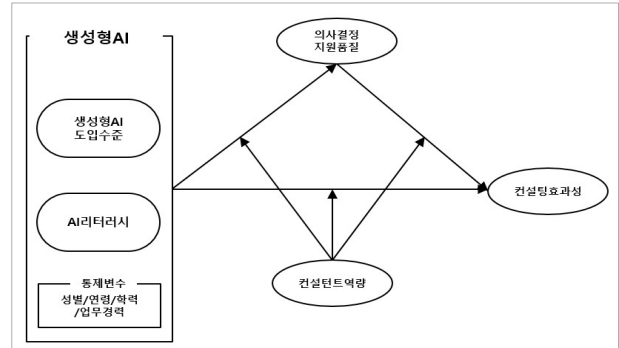 생성형AI
생성형AI
도입수준
AI리터러시
통제변수
성별/연령/학력
/업무경력
의사결정
지원품질
컨설팅효과성
컨설턴트역량